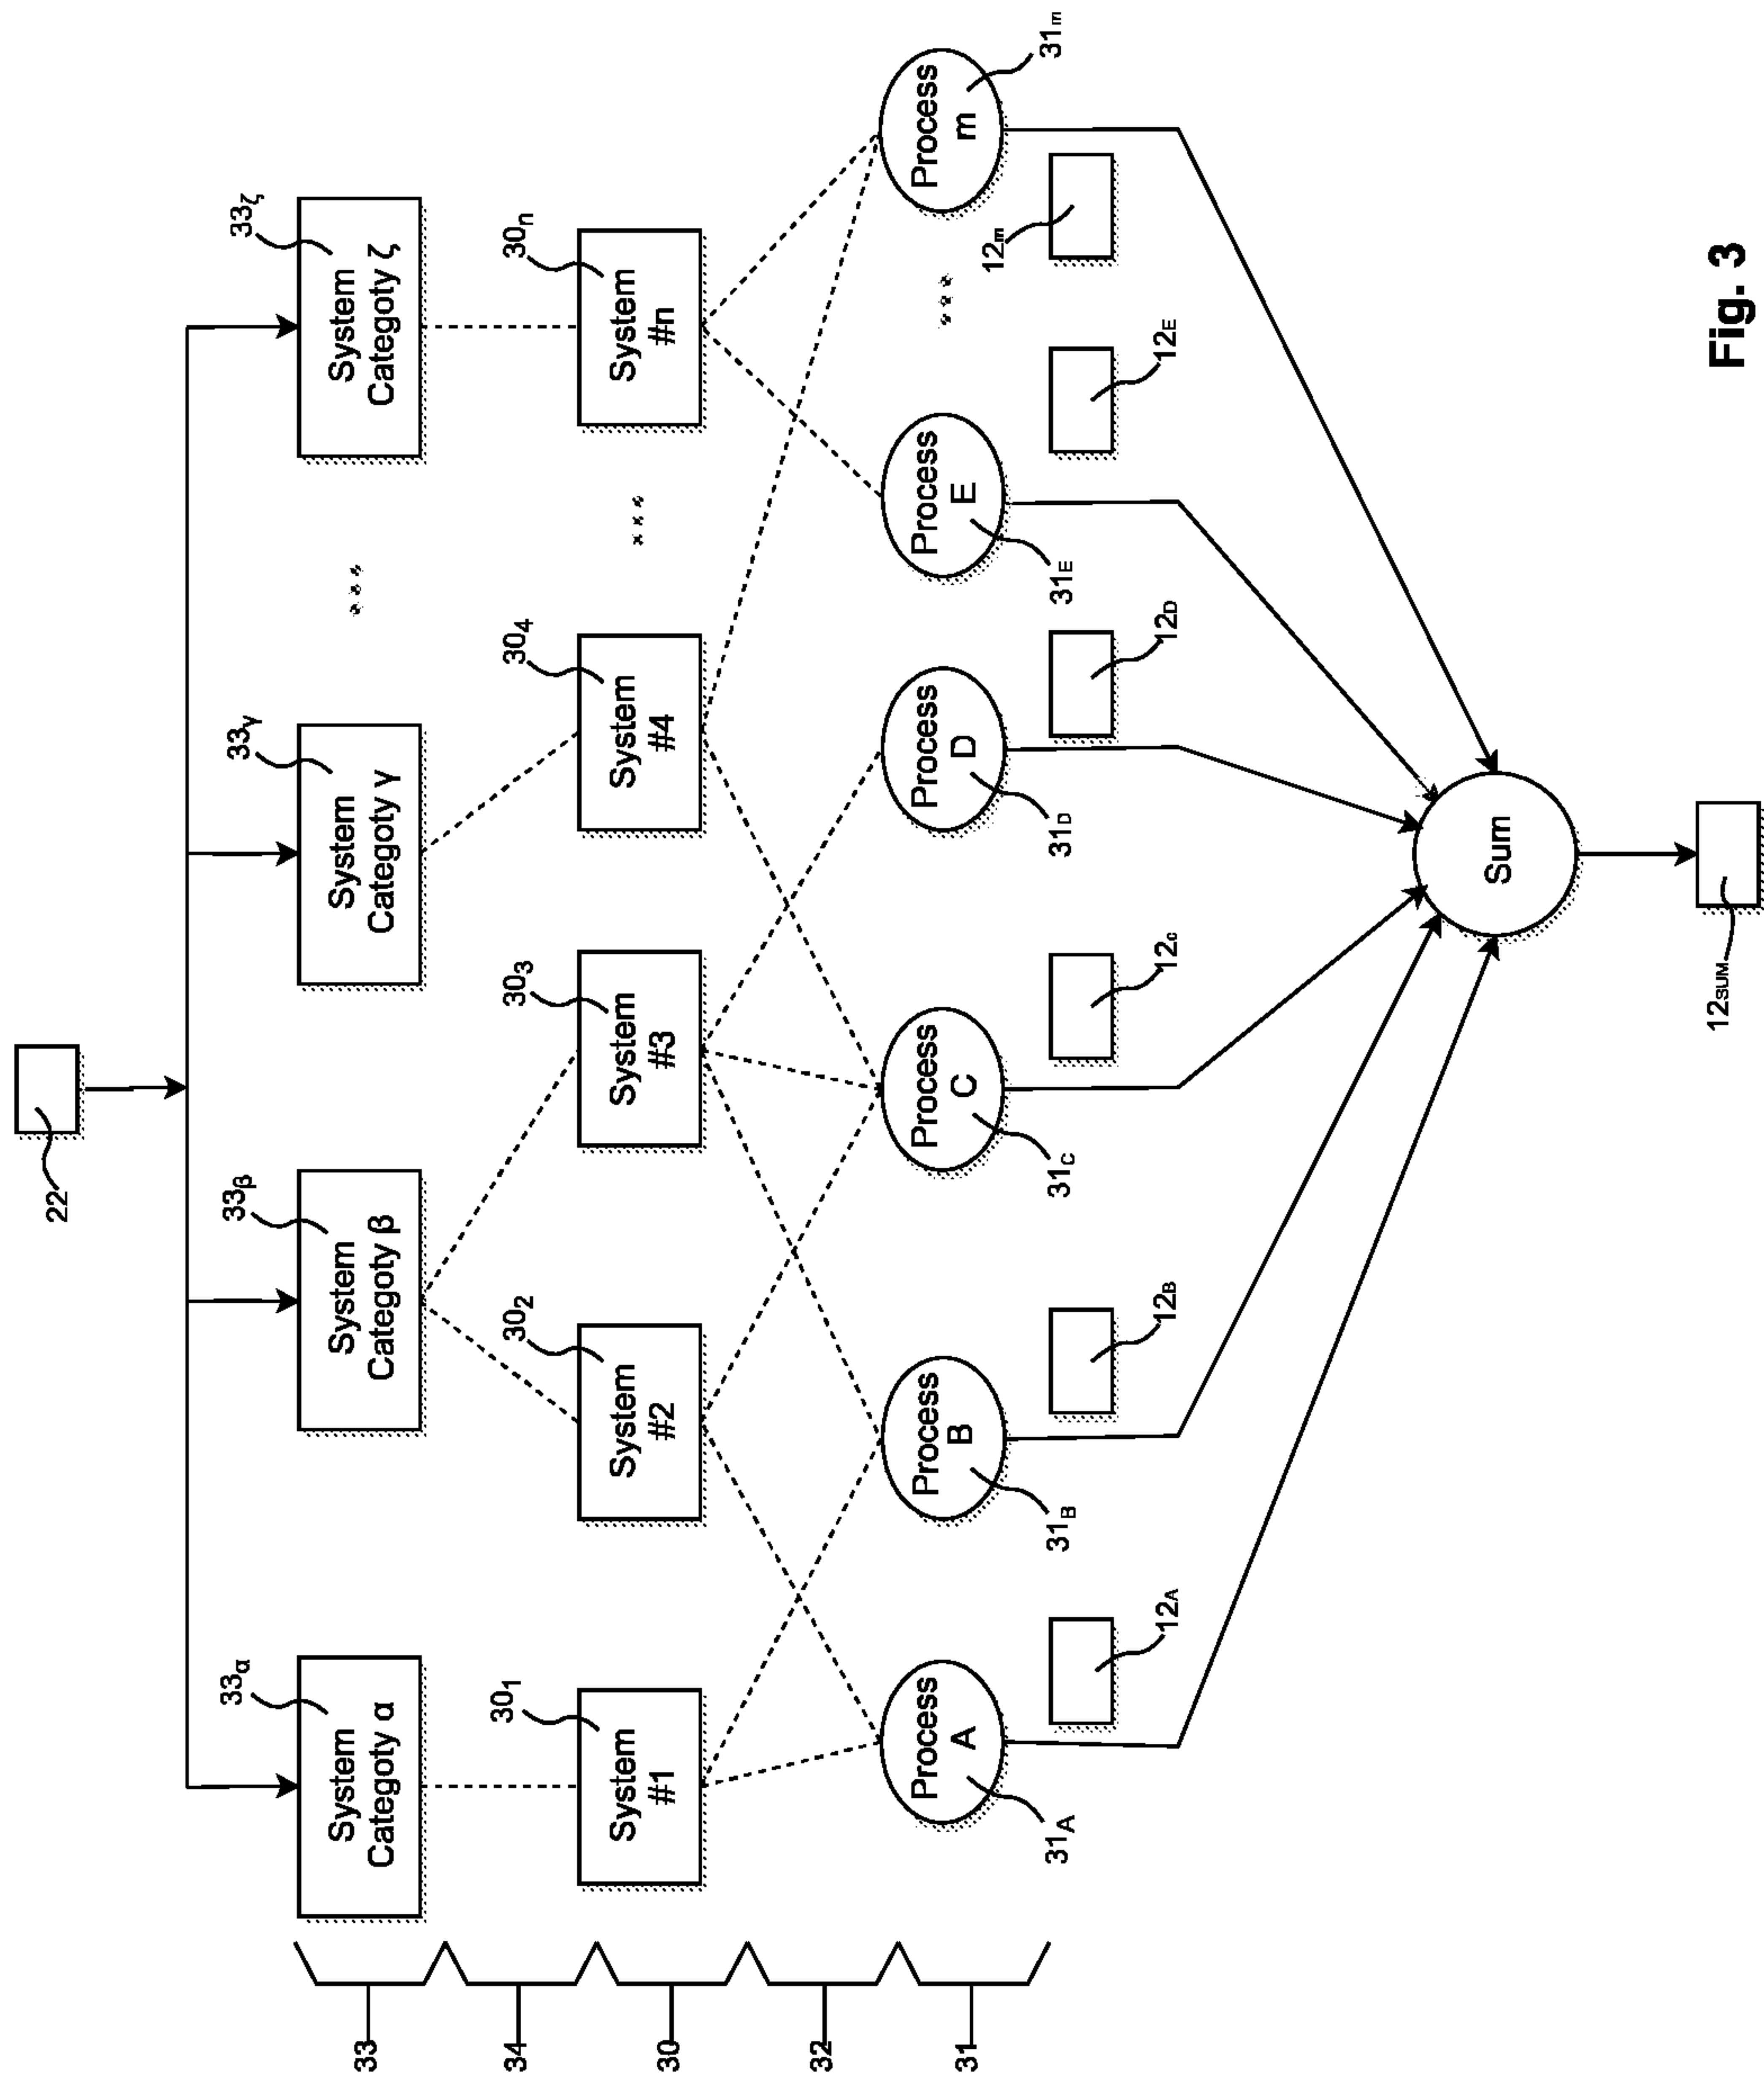 22
33α
33β
33γ
33ζ
System
Categoty α
System
Categoty β
System
Categoty γ
System
Categoty ζ
33
34
30₁
30₂
30₃
30₄
30n
System
#1
System
#2
System
#3
System
#4
System
#n
30
32
Process
A
Process
B
Process
C
Process
D
Process
E
Process
m
31
31A
31B
31C
31D
31E
31m
12A
12B
12C
12D
12E
12m
Sum
12SUM
Fig. 3